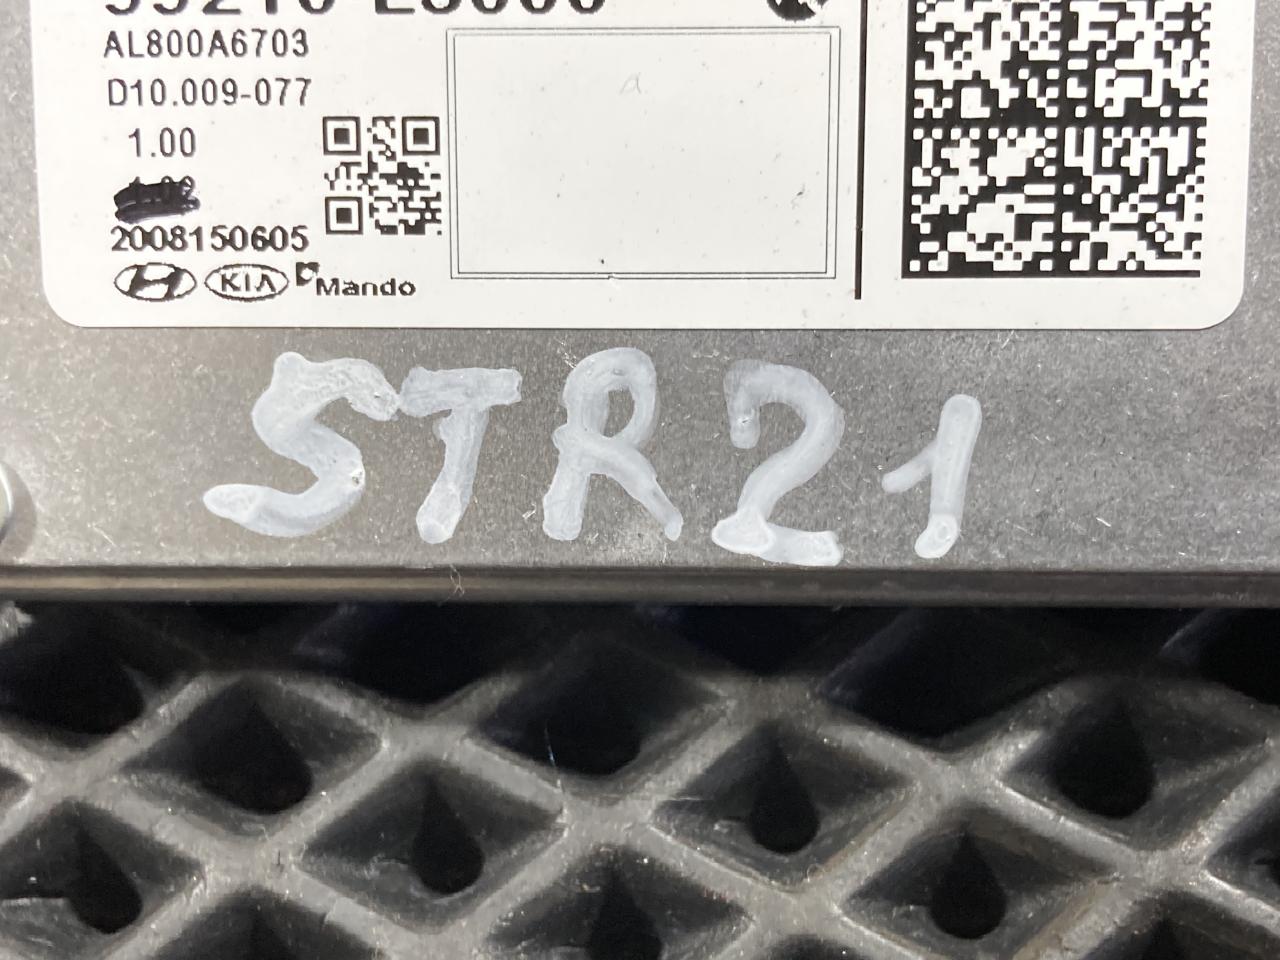 AL800A6703
D10.009-077
1.00
2008150605
KIA Mando
STR21